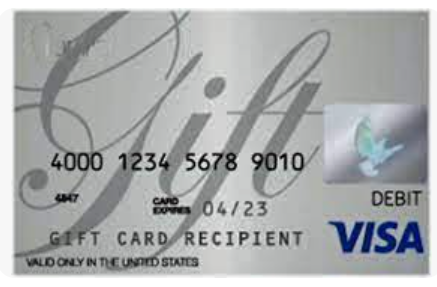 Gift
4000 1234 5678 9010
4847
CARD
EXPIRES 04/23
DEBIT
GIFT CARD RECIPIENT
VISA
VALID ONLY IN THE UNITED STATES